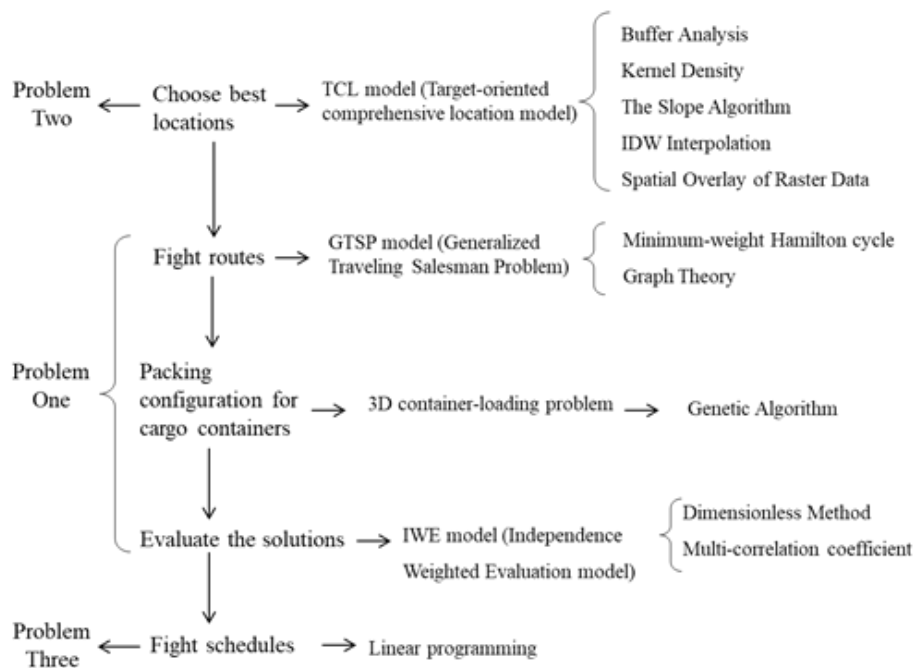 Problem
Two
Choose best
locations
TCL model (Target-oriented
comprehensive location model)
Buffer Analysis
Kernel Density
The Slope Algorithm
IDW Interpolation
Spatial Overlay of Raster Data
Problem
One
Fight routes
GTSP model (Generalized
Traveling Salesman Problem)
Minimum-weight Hamilton cycle
Graph Theory
Packing
configuration for
cargo containers
3D container-loading problem
Genetic Algorithm
Evaluate the solutions
IWE model (Independence
Weighted Evaluation model)
Dimensionless Method
Multi-correlation coefficient
Problem
Three
Fight schedules
Linear programming